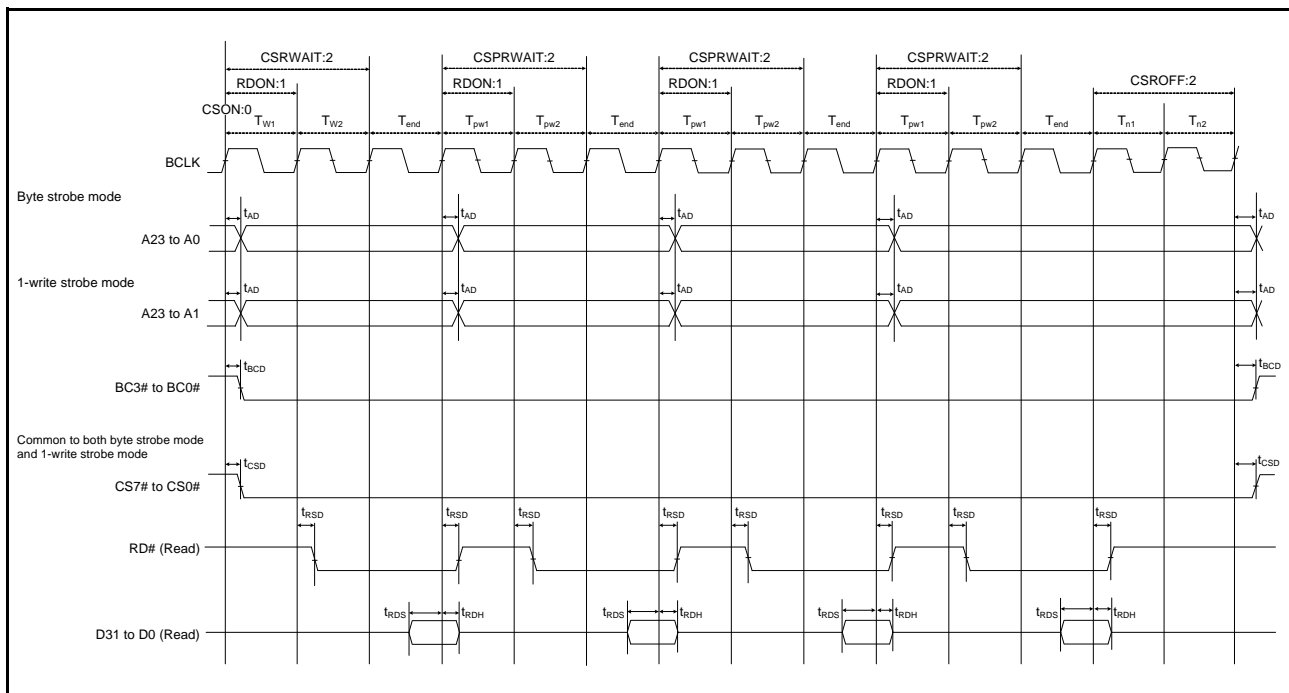 CSRWAIT:2 CSPRWAIT:2 CSPRWAIT:2 CSPRWAIT:2
RDON:1 RDON:1 RDON:1 RDON:1 CSROFF:2
CSON:0
TW1 TW2 Tend Tpw1 Tpw2 Tend Tpw1 Tpw2 Tend Tpw1 Tpw2 Tend Tn1 Tn2
BCLK
Byte strobe mode
tAD tAD tAD tAD tAD
A23 to A0
1-write strobe mode
tAD tAD tAD tAD tAD
A23 to A1
tBCD tBCD
BC3# to BC0#
Common to both byte strobe mode
and 1-write strobe mode
tCSD tCSD
CS7# to CS0#
tRSD tRSD tRSD tRSD tRSD tRSD tRSD tRSD
RD# (Read)
tRDS tRDH tRDS tRDH tRDS tRDH tRDS tRDH
D31 to D0 (Read)